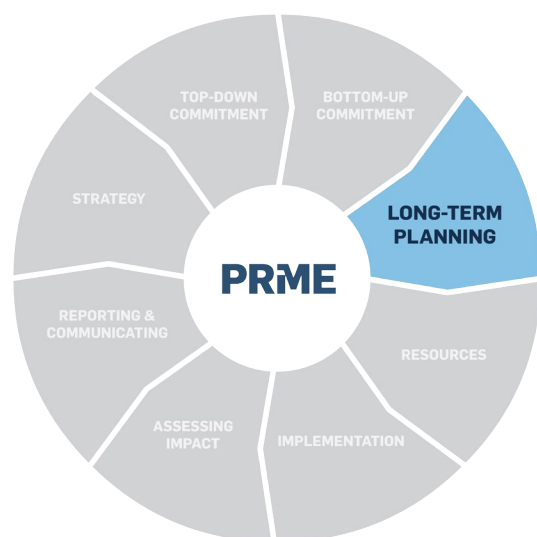 TOP-DOWN
COMMITMENT
BOTTOM-UP
COMMITMENT
STRATEGY
LONG-TERM
PLANNING
PRME
REPORTING &
COMMUNICATING
RESOURCES
ASSESSING
IMPACT
IMPLEMENTATION